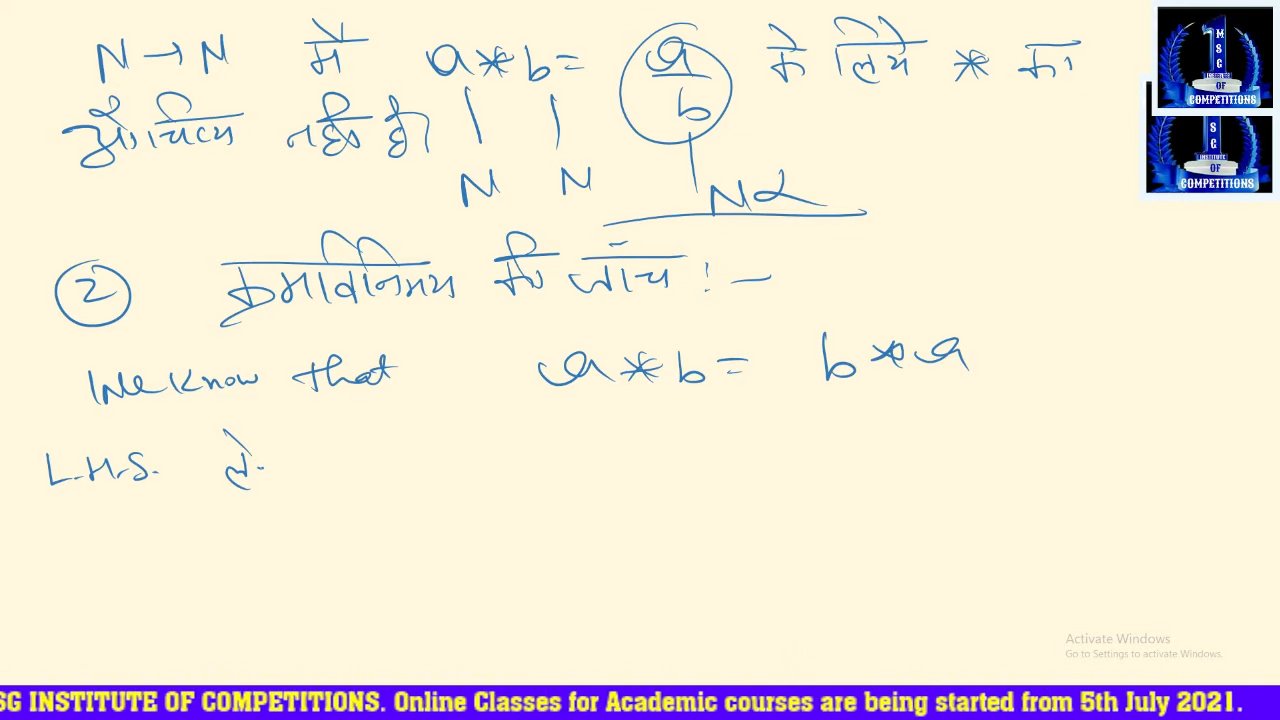 N → N में a * b = a/b के लिये * का
औचित्य नहीं है।
N N N α
② क्रमविनिमय कि जाँच :-
We know that a * b = b * a
L.H.S. ले.
MSG
INSTITUTE
OF
COMPETITIONS
SG
INSTITUTE
OF
COMPETITIONS
Activate Windows
Go to Settings to activate Windows.
SG INSTITUTE OF COMPETITIONS. Online Classes for Academic courses are being started from 5th July 2021.